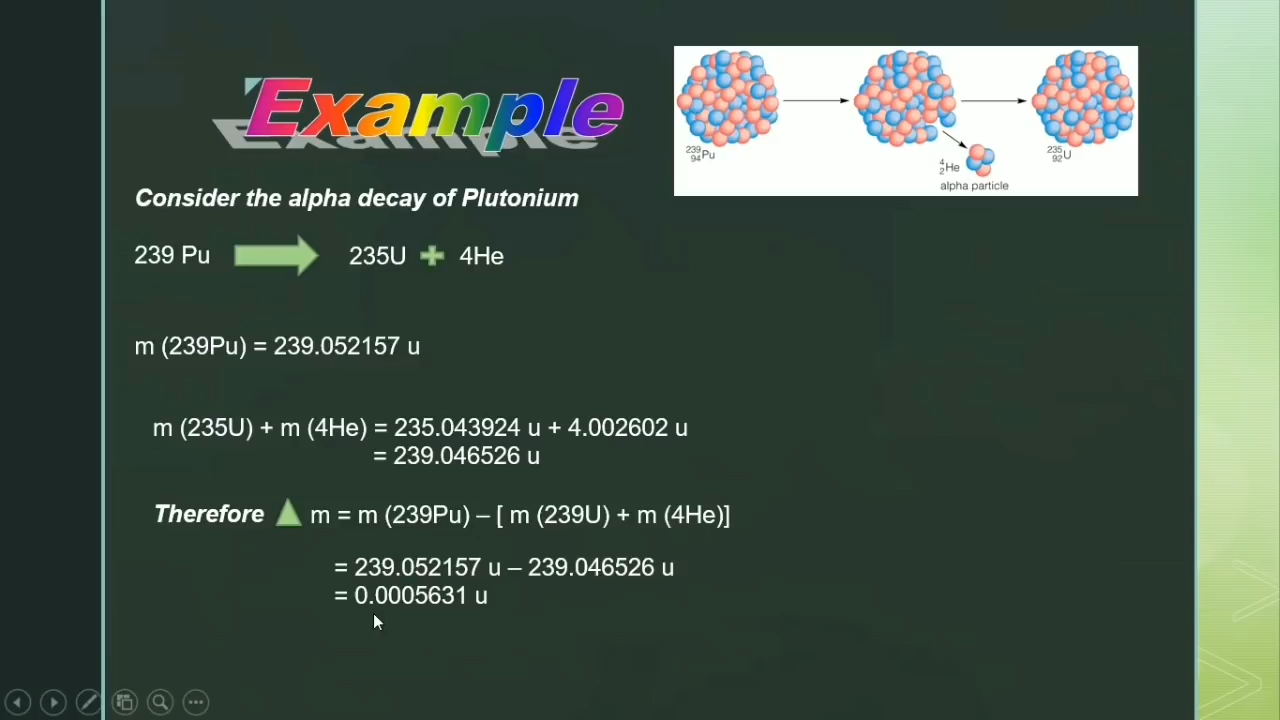 Example
239
94Pu
4
2He
alpha particle
235
92U
Consider the alpha decay of Plutonium
239 Pu 235U + 4He
m (239Pu) = 239.052157 u
m (235U) + m (4He) = 235.043924 u + 4.002602 u
= 239.046526 u
Therefore △ m = m (239Pu) – [ m (239U) + m (4He)]
= 239.052157 u – 239.046526 u
= 0.0005631 u